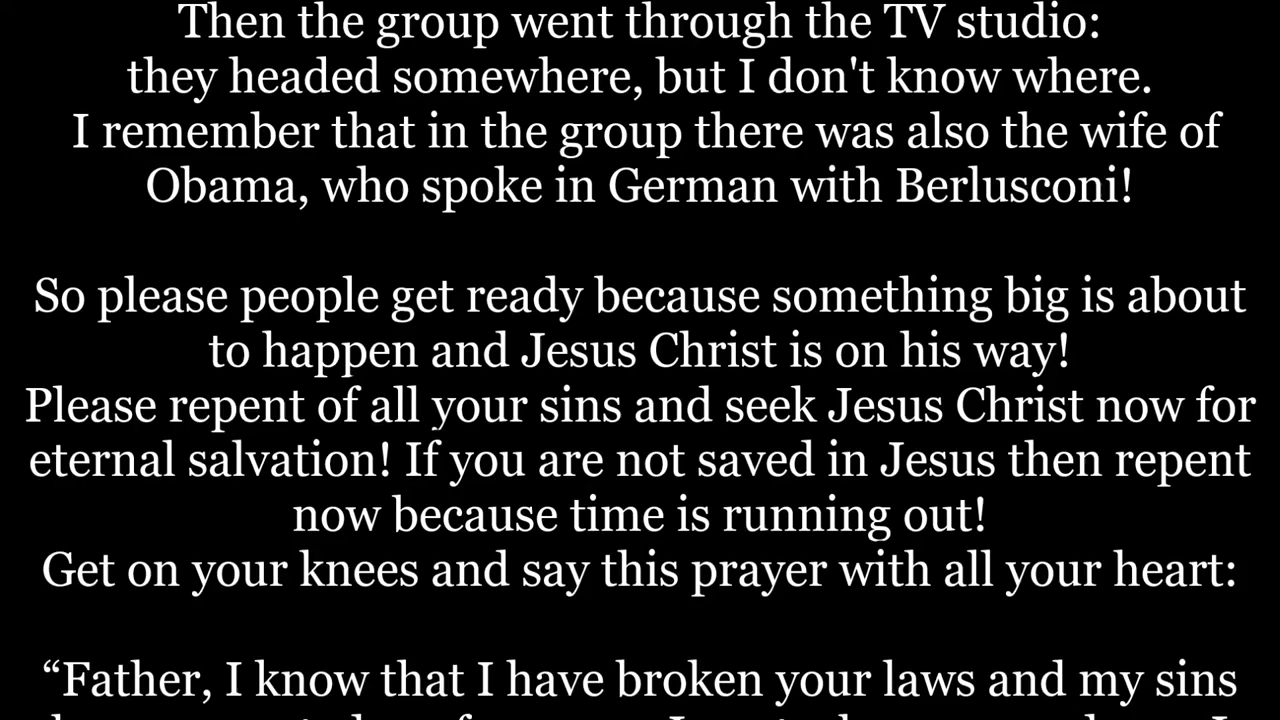 Then the group went through the TV studio:
they headed somewhere, but I don't know where.
I remember that in the group there was also the wife of
Obama, who spoke in German with Berlusconi!
So please people get ready because something big is about
to happen and Jesus Christ is on his way!
Please repent of all your sins and seek Jesus Christ now for
eternal salvation! If you are not saved in Jesus then repent
now because time is running out!
Get on your knees and say this prayer with all your heart:
“Father, I know that I have broken your laws and my sins